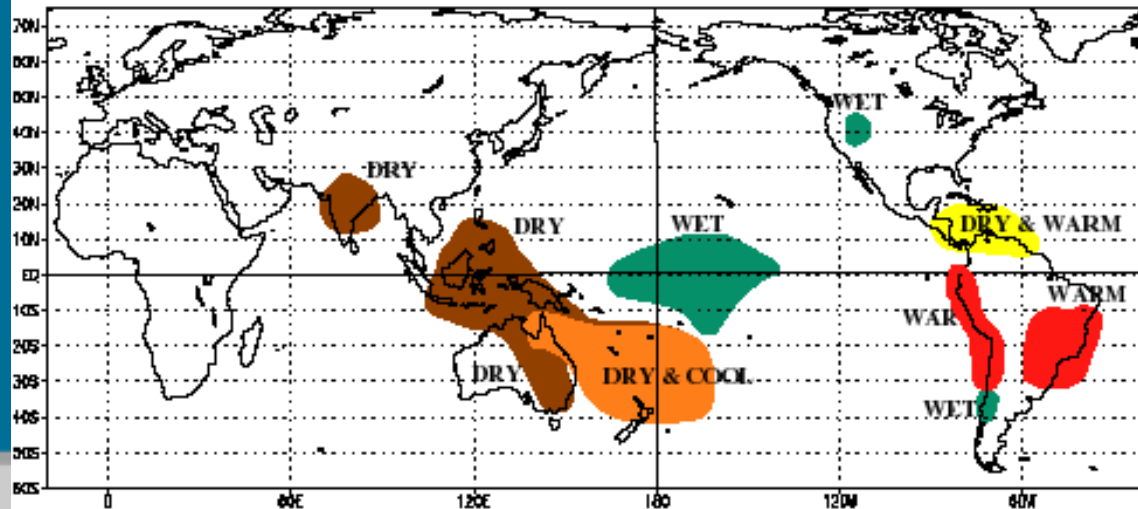 70N
60N
50N
40N
30N
20N
10N
EQ
10S
20S
30S
40S
50S
60S
WET
DRY
DRY
WET
DRY & WARM
WARM
WAR
DRY
DRY & COOL
WET
0
60E
120E
180
120W
60W